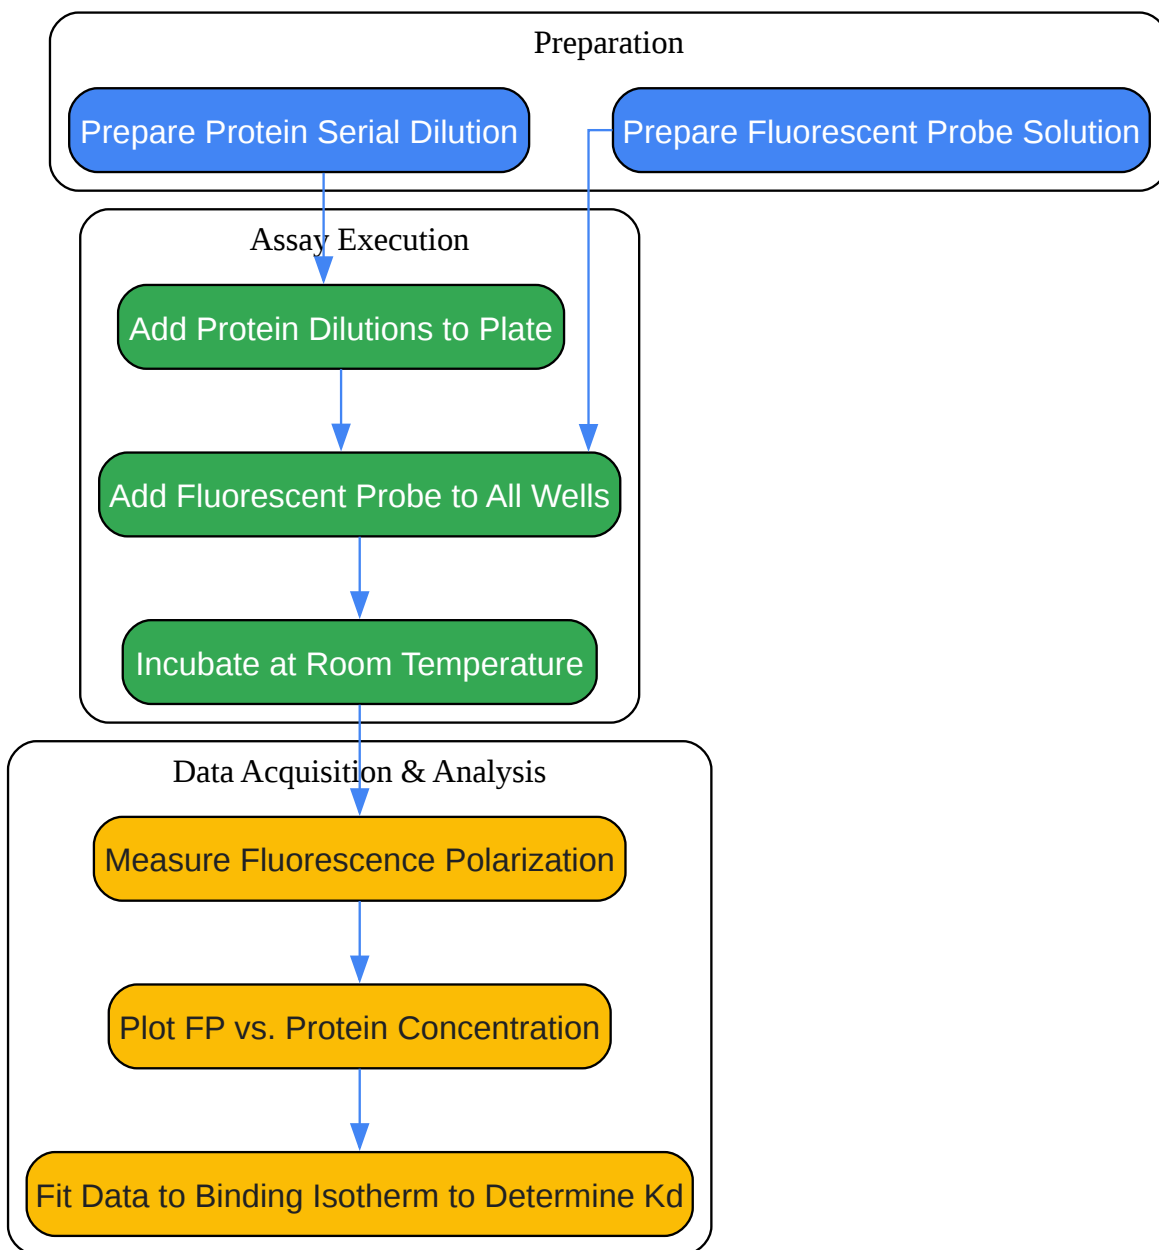 Preparation
Prepare Protein Serial Dilution
Prepare Fluorescent Probe Solution
Assay Execution
Add Protein Dilutions to Plate
Add Fluorescent Probe to All Wells
Incubate at Room Temperature
Data Acquisition & Analysis
Measure Fluorescence Polarization
Plot FP vs. Protein Concentration
Fit Data to Binding Isotherm to Determine Kd